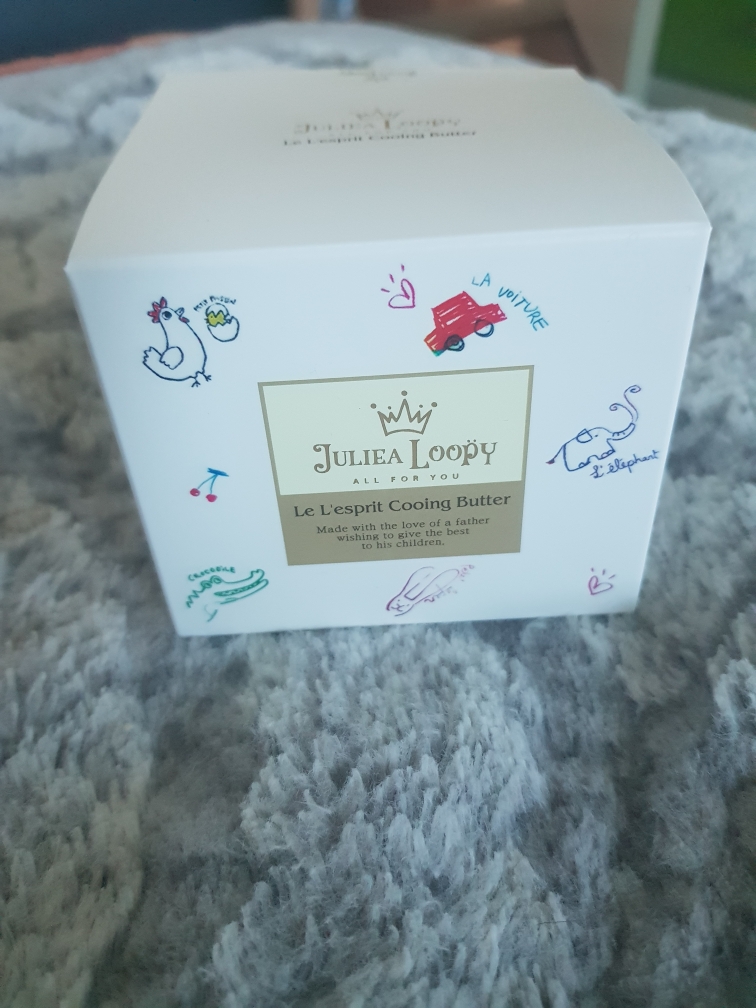 JULIEA LOOPY
Le L'esprit Cooing Butter
LA VOITURE
JULIEA LOOPY
ALL FOR YOU
L'éléphant
Le L'esprit Cooing Butter
Made with the love of a father
wishing to give the best
to his children.